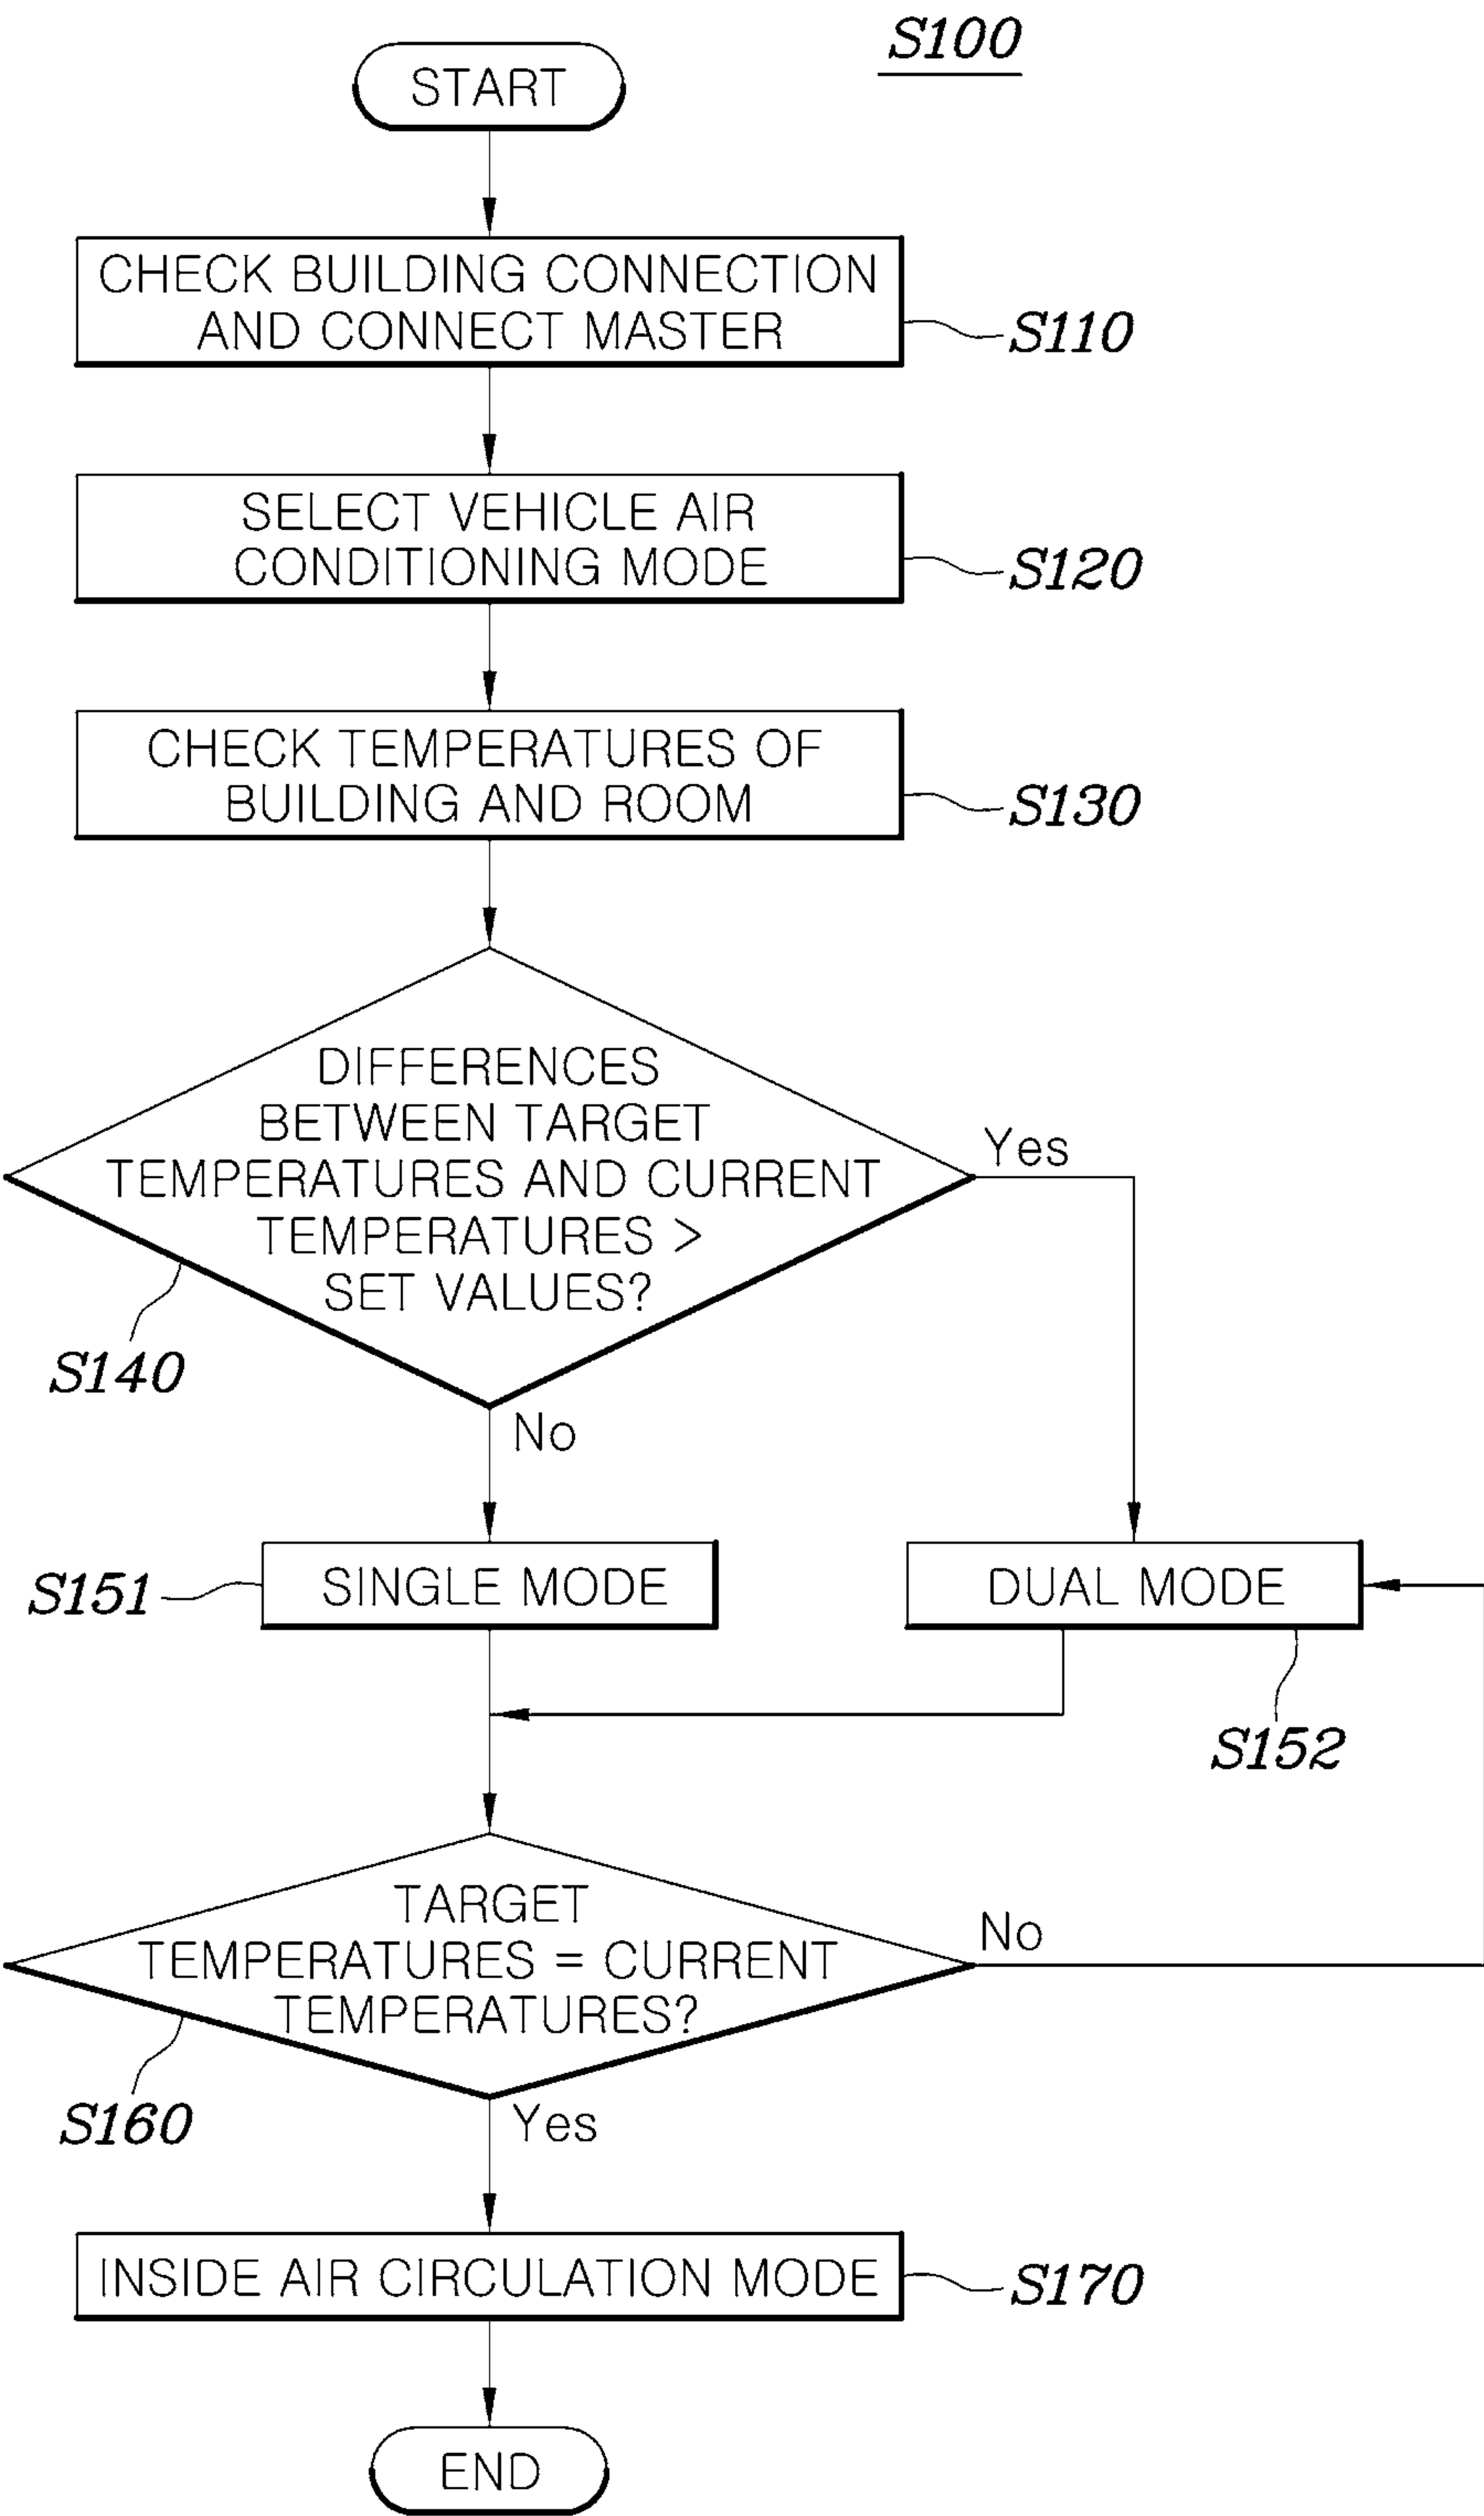 S100
START
CHECK BUILDING CONNECTION
AND CONNECT MASTER
S110
SELECT VEHICLE AIR
CONDITIONING MODE
S120
CHECK TEMPERATURES OF
BUILDING AND ROOM
S130
DIFFERENCES
BETWEEN TARGET
TEMPERATURES AND CURRENT
TEMPERATURES >
SET VALUES?
Yes
S140
No
S151
SINGLE MODE
DUAL MODE
S152
TARGET
TEMPERATURES = CURRENT
TEMPERATURES?
No
S160
Yes
INSIDE AIR CIRCULATION MODE
S170
END